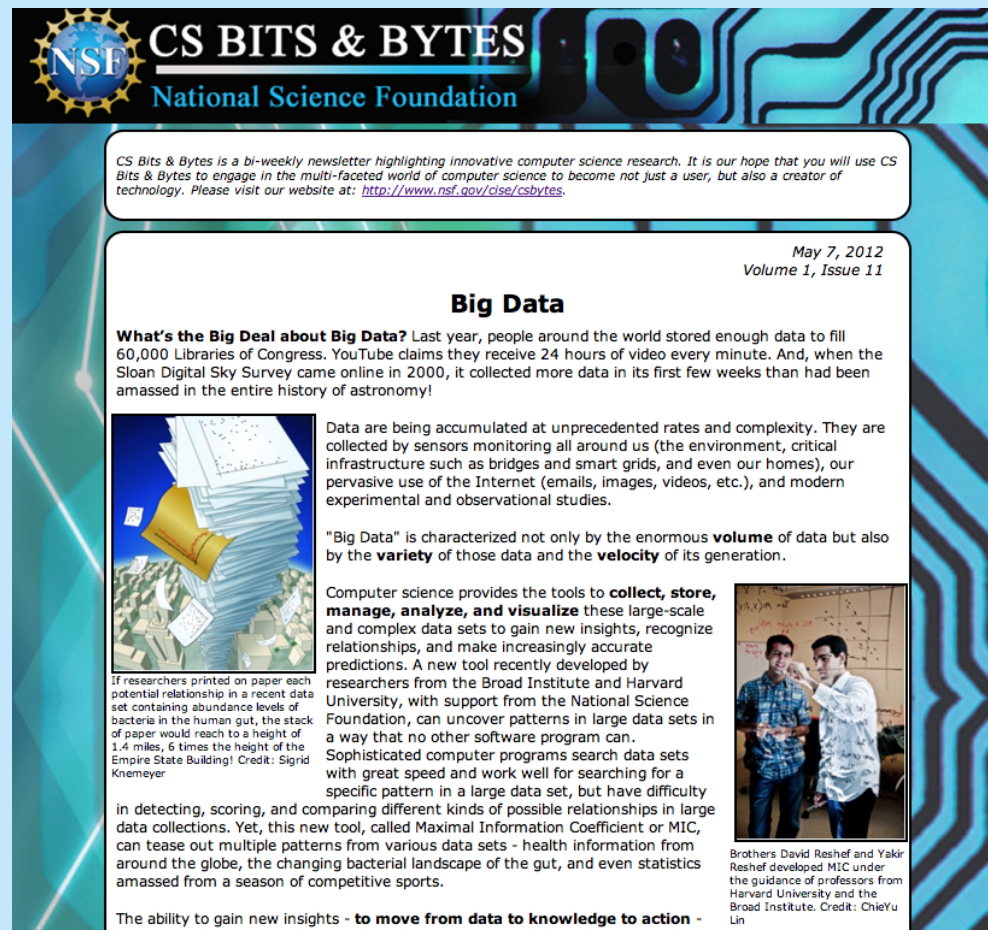 NSF
CS BITS & BYTES
National Science Foundation
CS Bits & Bytes is a bi-weekly newsletter highlighting innovative computer science research. It is our hope that you will use CS
Bits & Bytes to engage in the multi-faceted world of computer science to become not just a user, but also a creator of
technology. Please visit our website at: http://www.nsf.gov/cise/csbytes.
May 7, 2012
Volume 1, Issue 11
Big Data
What's the Big Deal about Big Data? Last year, people around the world stored enough data to fill
60,000 Libraries of Congress. YouTube claims they receive 24 hours of video every minute. And, when the
Sloan Digital Sky Survey came online in 2000, it collected more data in its first few weeks than had been
amassed in the entire history of astronomy!
Data are being accumulated at unprecedented rates and complexity. They are
collected by sensors monitoring all around us (the environment, critical
infrastructure such as bridges and smart grids, and even our homes), our
pervasive use of the Internet (emails, images, videos, etc.), and modern
experimental and observational studies.
"Big Data" is characterized not only by the enormous volume of data but also
by the variety of those data and the velocity of its generation.
If researchers printed on paper each
potential relationship in a recent data
set containing abundance levels of
bacteria in the human gut, the stack
of paper would reach to a height of
1.4 miles, 6 times the height of the
Empire State Building! Credit: Sigrid
Knemeyer
Computer science provides the tools to collect, store,
manage, analyze, and visualize these large-scale
and complex data sets to gain new insights, recognize
relationships, and make increasingly accurate
predictions. A new tool recently developed by
researchers from the Broad Institute and Harvard
University, with support from the National Science
Foundation, can uncover patterns in large data sets in
a way that no other software program can.
Sophisticated computer programs search data sets
with great speed and work well for searching for a
specific pattern in a large data set, but have difficulty
in detecting, scoring, and comparing different kinds of possible relationships in large
data collections. Yet, this new tool, called Maximal Information Coefficient or MIC,
can tease out multiple patterns from various data sets - health information from
around the globe, the changing bacterial landscape of the gut, and even statistics
amassed from a season of competitive sports.
Brothers David Reshef and Yakir
Reshef developed MIC under
the guidance of professors from
Harvard University and the
Broad Institute. Credit: ChieYu
Lin
The ability to gain new insights - to move from data to knowledge to action -